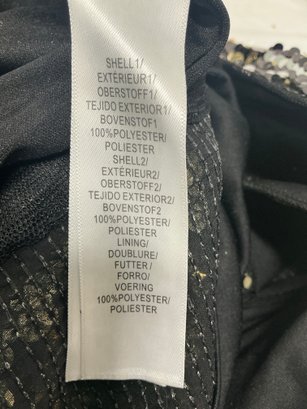 SHELL1/
EXTÉRIEUR1/
OBERSTOFF1/
TEJIDO EXTERIOR1/
BOVENSTOF1
100%POLYESTER/
POLIESTER
SHELL2/
EXTÉRIEUR2/
OBERSTOFF2/
TEJIDO EXTERIOR2/
BOVENSTOF2
100%POLYESTER/
POLIESTER
LINING/
DOUBLURE/
FUTTER/
FORRO/
VOERING
100%POLYESTER/
POLIESTER